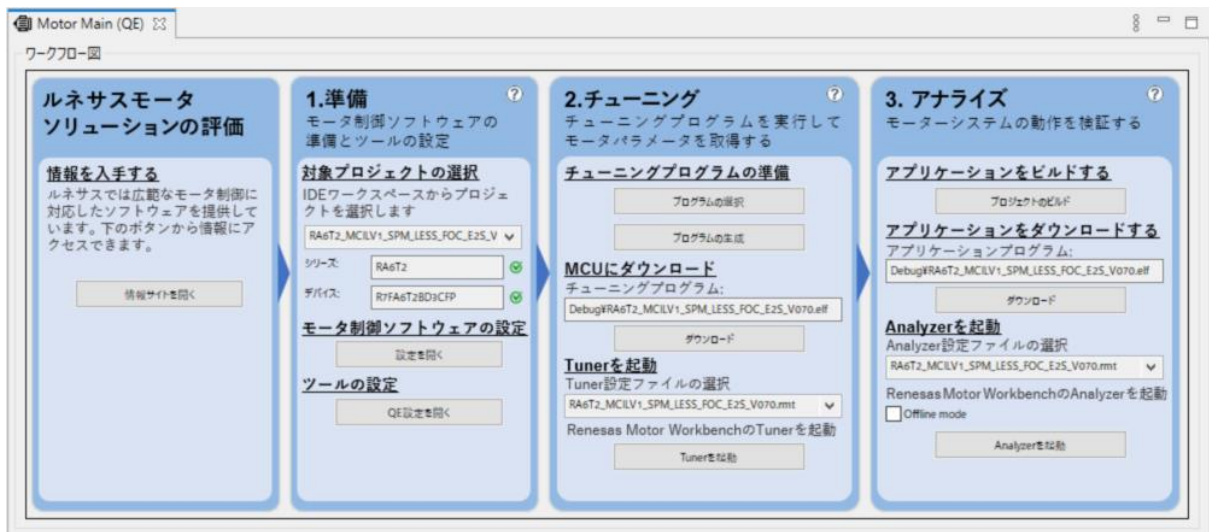 Motor Main (QE)
ワークフロー図
ルネサスモータ
ソリューションの評価
情報を入手する
ルネサスでは広範なモータ制御に
対応したソフトウェアを提供して
います。下のボタンから情報にア
クセスできます。
情報サイトを開く
1.準備
?
モータ制御ソフトウェアの
準備とツールの設定
対象プロジェクトの選択
IDEワークスペースからプロジェ
クトを選択します
RA6T2_MCILV1_SPM_LESS_FOC_E2S_V
シリーズ:
RA6T2
デバイス:
R7FA6T2BD3CFP
モータ制御ソフトウェアの設定
設定を開く
ツールの設定
QE設定を開く
2.チューニング
?
チューニングプログラムを実行して
モータパラメータを取得する
チューニングプログラムの準備
プログラムの選択
プログラムの生成
MCUにダウンロード
チューニングプログラム:
Debug¥RA6T2_MCILV1_SPM_LESS_FOC_E2S_V070.elf
ダウンロード
Tunerを起動
Tuner設定ファイルの選択
RA6T2_MCILV1_SPM_LESS_FOC_E2S_V070.rmt
Renesas Motor WorkbenchのTunerを起動
Tunerを起動
3. アナライズ
?
モーターシステムの動作を検証する
アプリケーションをビルドする
プロジェクトのビルド
アプリケーションをダウンロードする
アプリケーションプログラム:
Debug¥RA6T2_MCILV1_SPM_LESS_FOC_E2S_V070.elf
ダウンロード
Analyzerを起動
Analyzer設定ファイルの選択
RA6T2_MCILV1_SPM_LESS_FOC_E2S_V070.rmt
Renesas Motor WorkbenchのAnalyzerを起動
Offline mode
Analyzerを起動